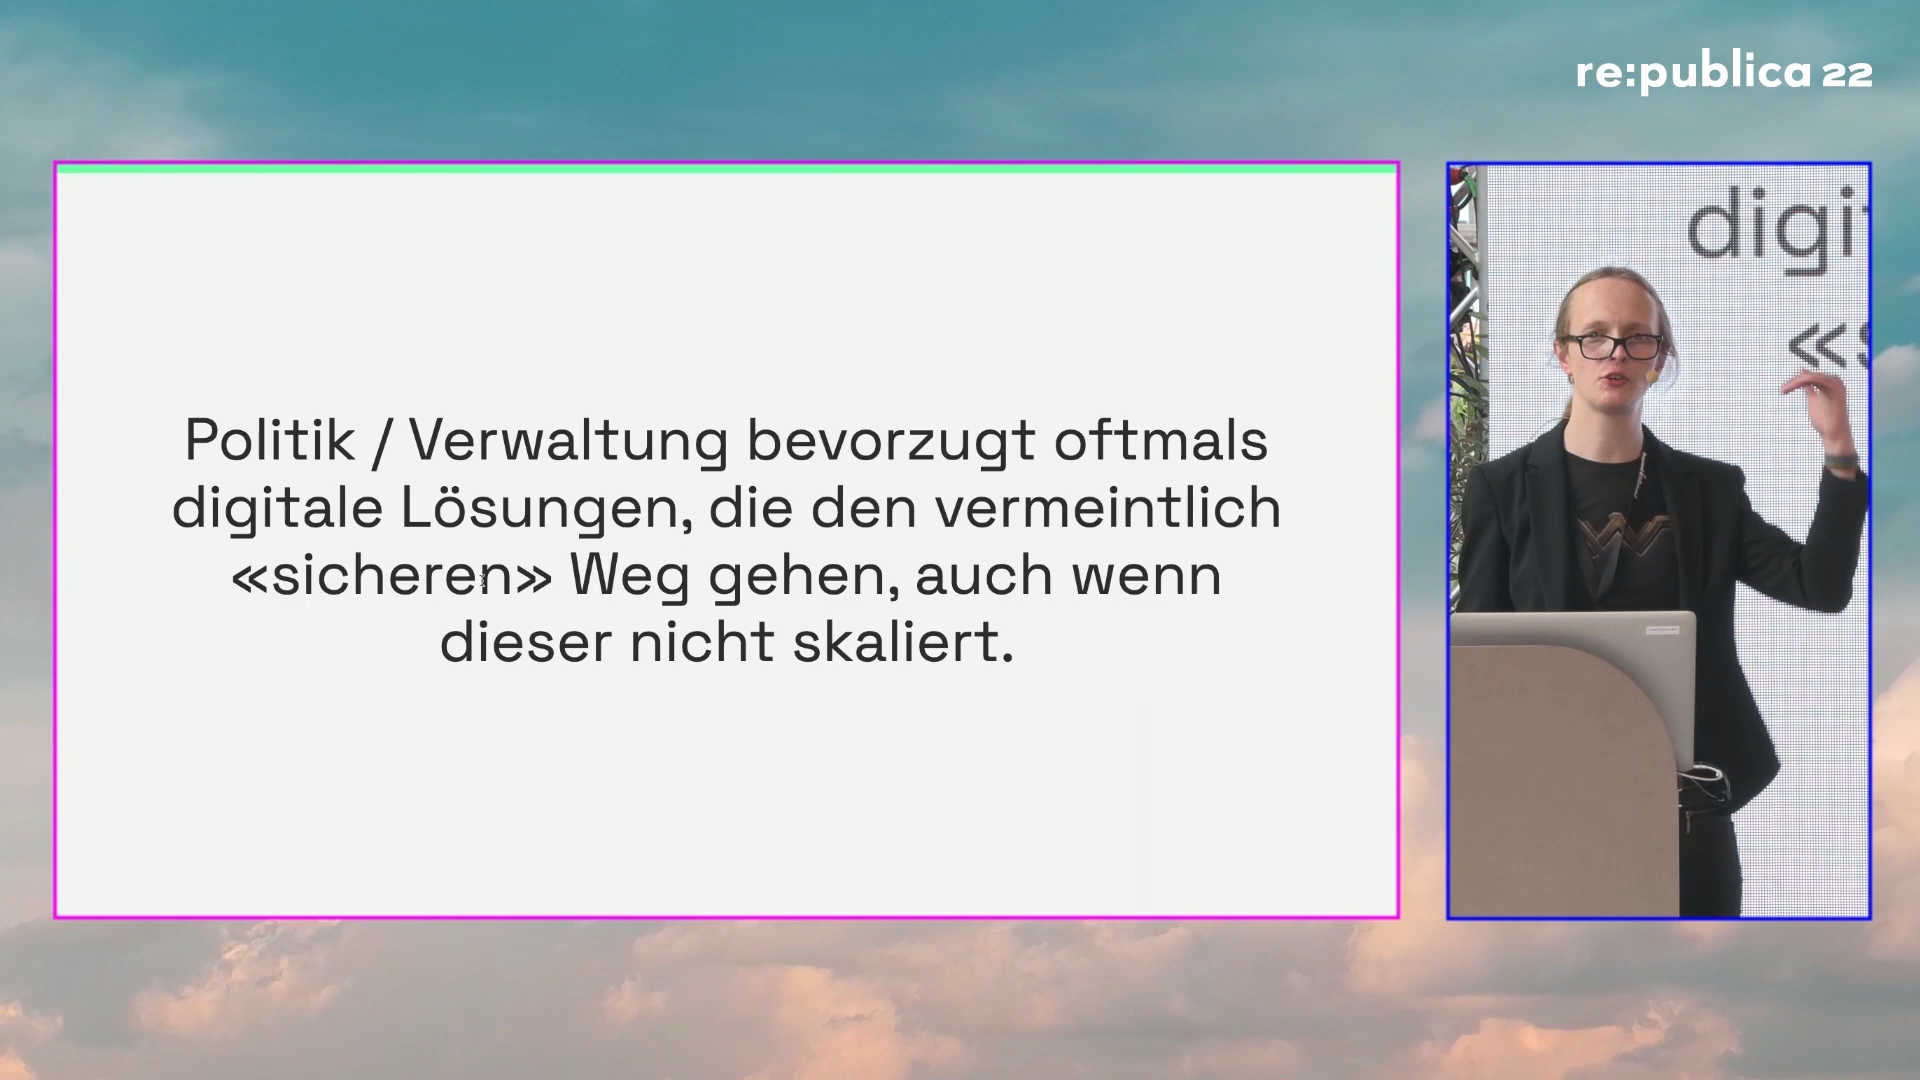 re:publica 22
Politik / Verwaltung bevorzugt oftmals
digitale Lösungen, die den vermeintlich
«sicheren» Weg gehen, auch wenn
dieser nicht skaliert.
digi
«s